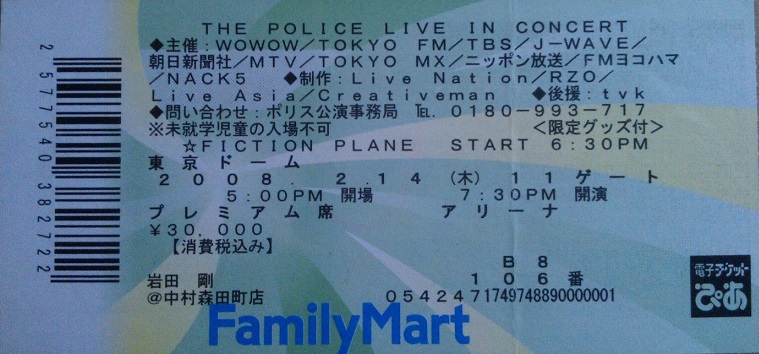 THE POLICE LIVE IN CONCERT
◆主催：WOWOW／TOKYO FM／TBS／J－WAVE／
朝日新聞社／MTV／TOKYO MX／ニッポン放送／FMヨコハマ
／NACK5 ◆制作：Live Nation／RZO／
Live Asia／Creativeman ◆後援：tvk
◆問い合わせ：ポリス公演事務局 ℡ 0180－993－717
※未就学児童の入場不可 ＜限定グッズ付＞
☆FICTION PLANE START 6:30PM
東京ドーム
2008. 2.14 (木) 11ゲート
5:00PM 開場 7:30PM 開演
プレミアム席 アリーナ
￥30,000
【消費税込み】
B8
岩田 剛 106番
@中村森田町店 0542471749748890000001
FamilyMart
電子チケット
ぴあ
2577540382722